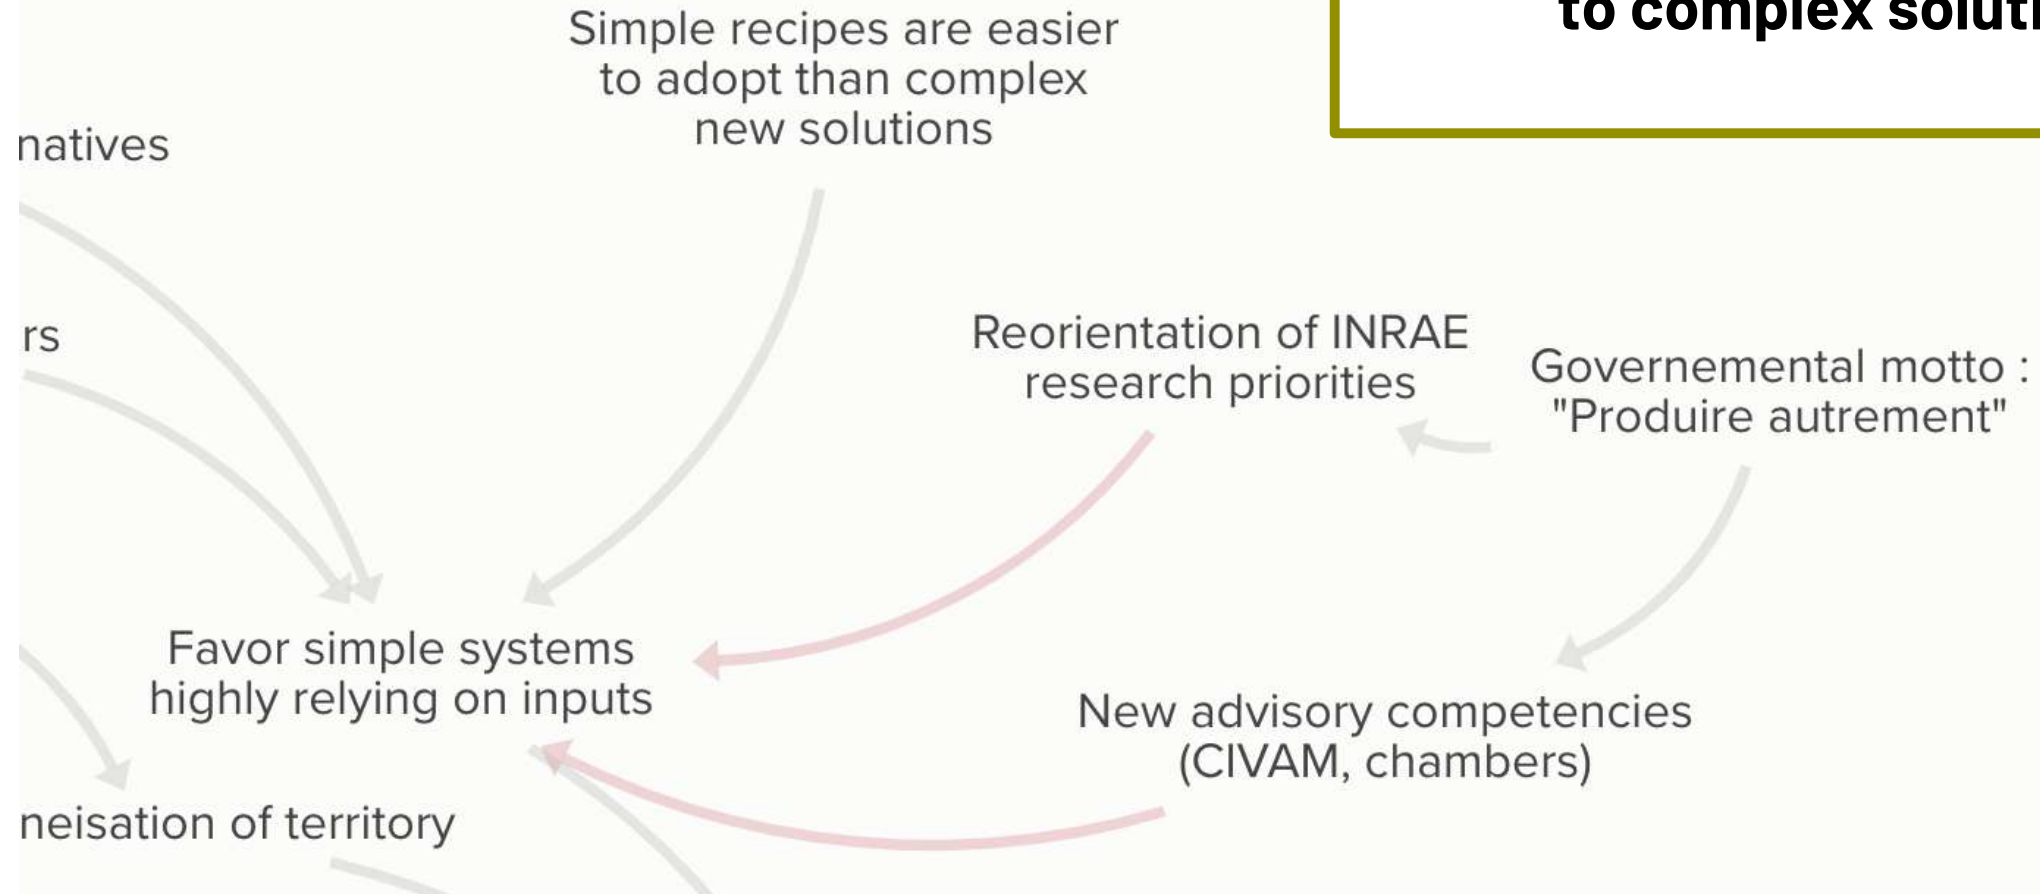 to complex soluti
Simple recipes are easier
to adopt than complex
new solutions
natives
rs
Reorientation of INRAE
research priorities
Governemental motto :
"Produire autrement"
Favor simple systems
highly relying on inputs
New advisory competencies
(CIVAM, chambers)
neisation of territory